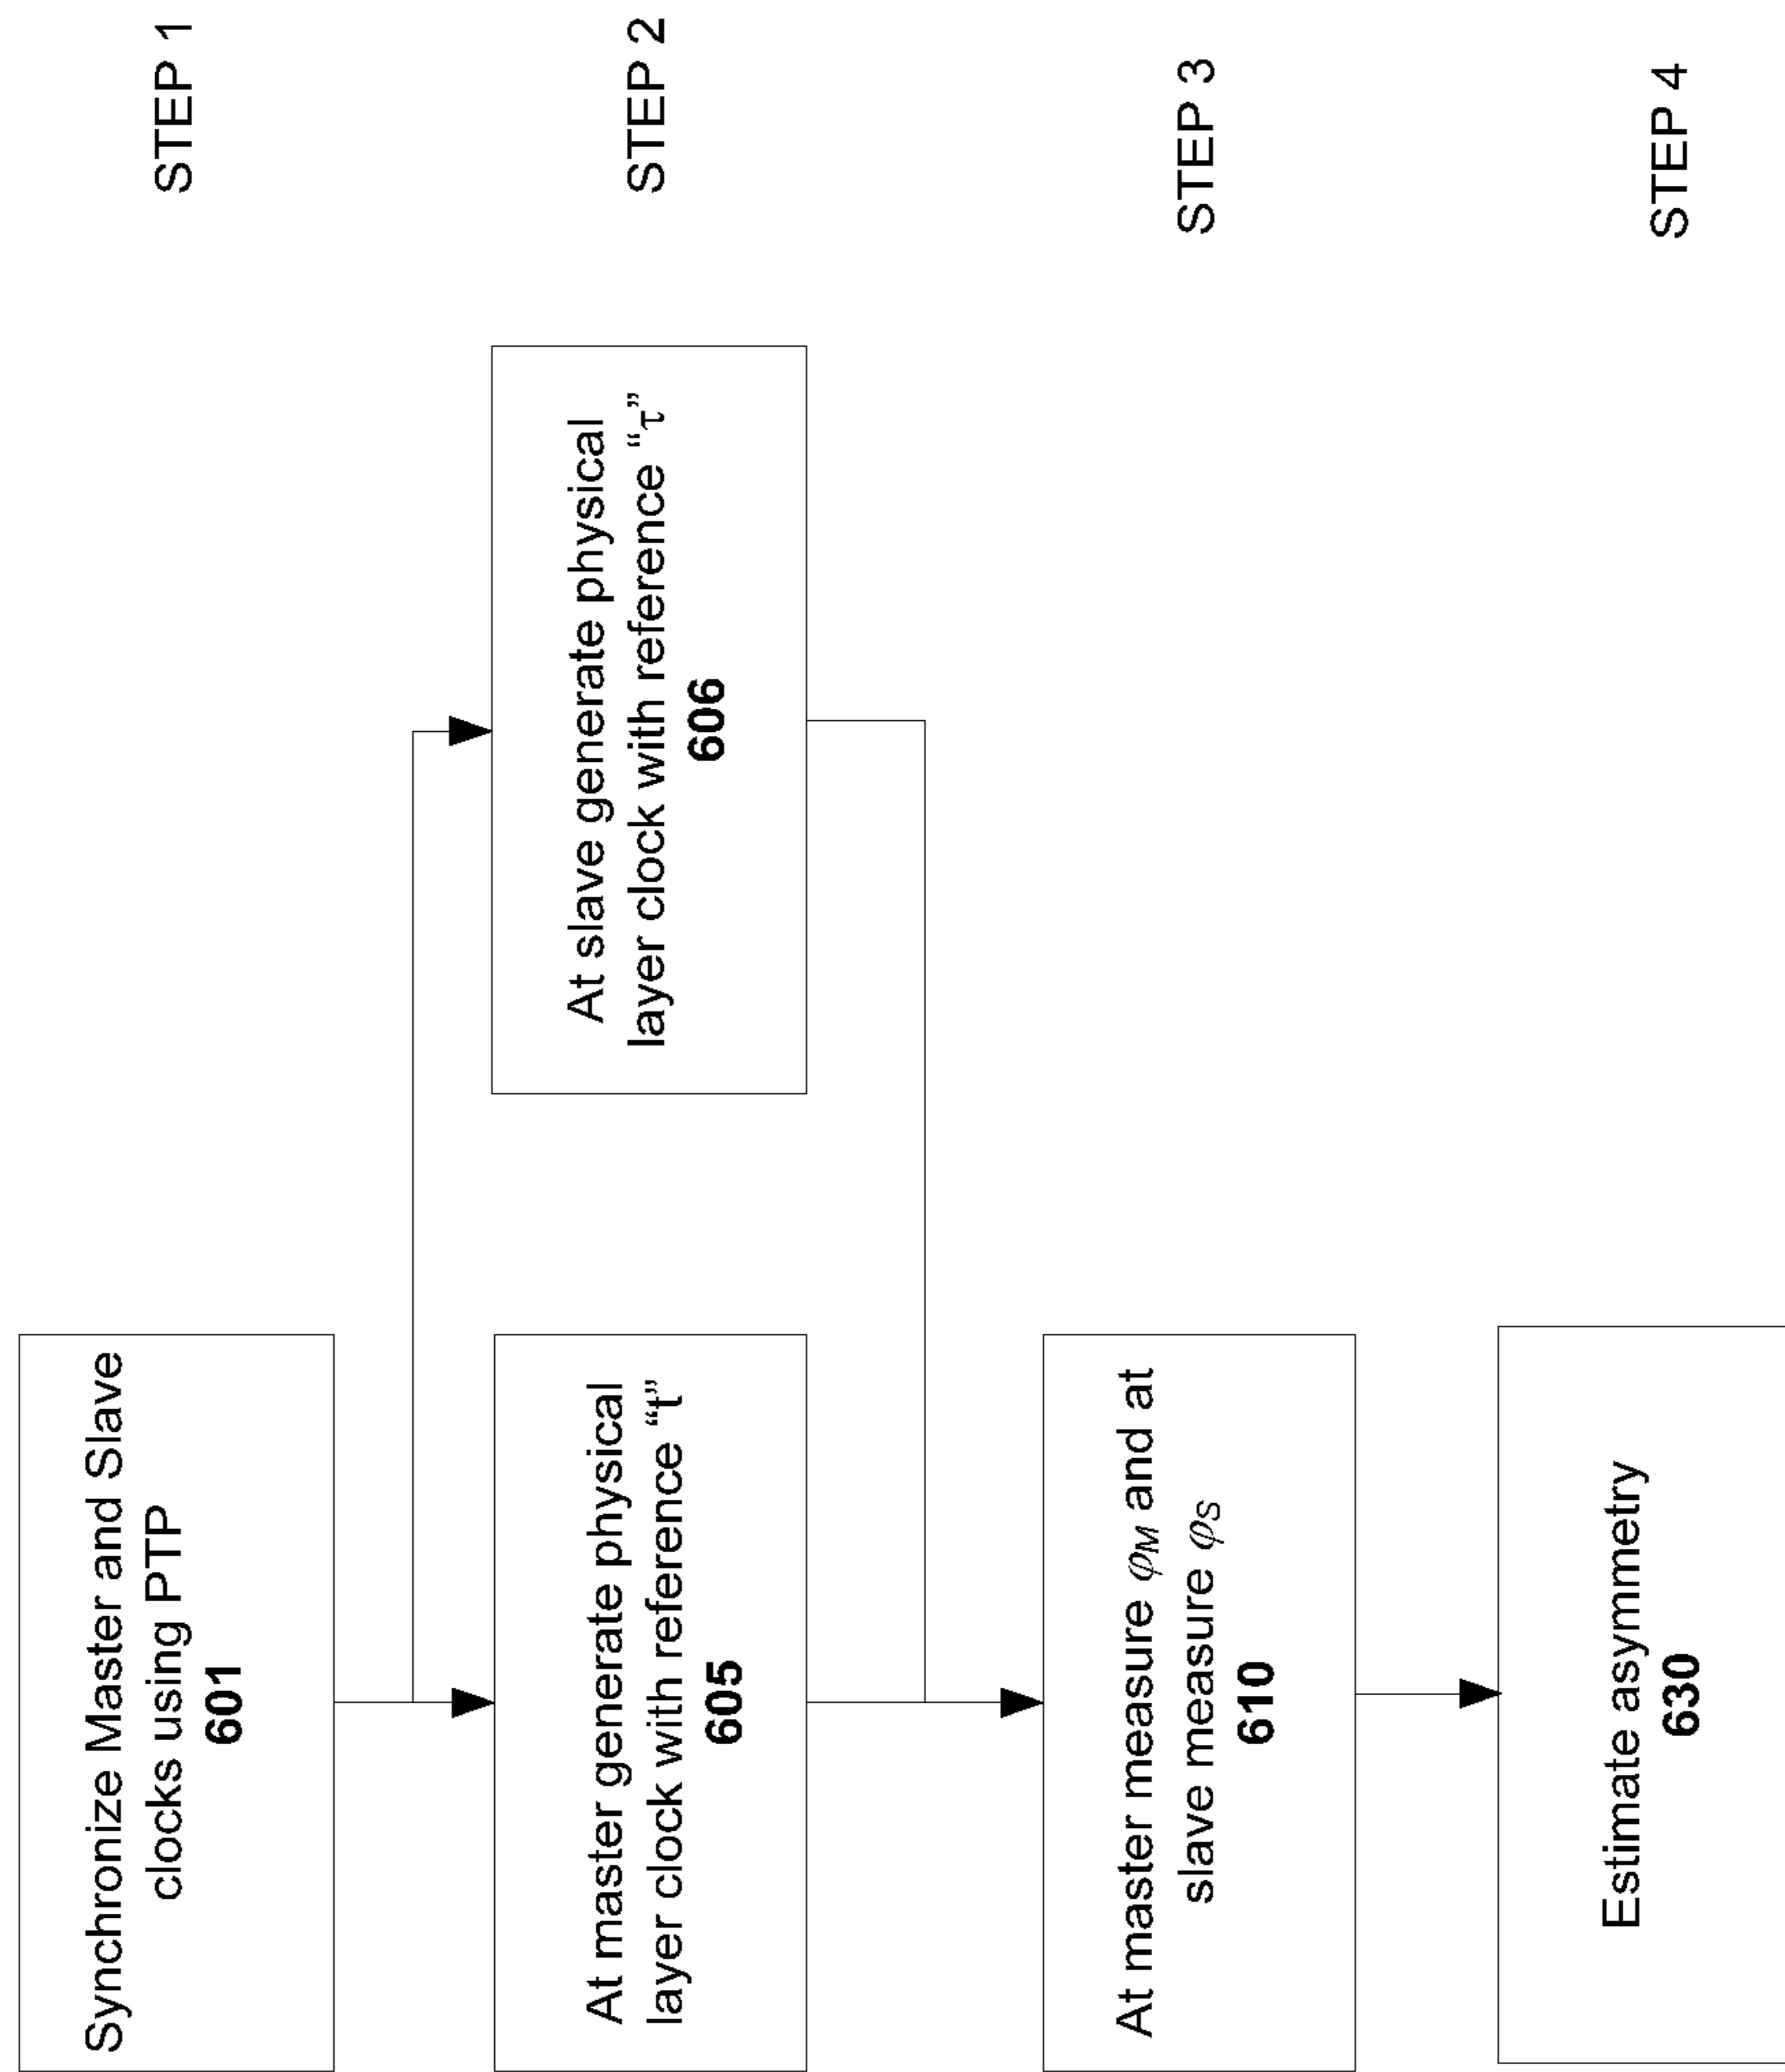 Synchronize Master and Slave
clocks using PTP
601
STEP 1
At master generate physical
layer clock with reference “t”
605
At slave generate physical
layer clock with reference “τ”
606
STEP 2
At master measure φM and at
slave measure φS
610
STEP 3
Estimate asymmetry
630
STEP 4